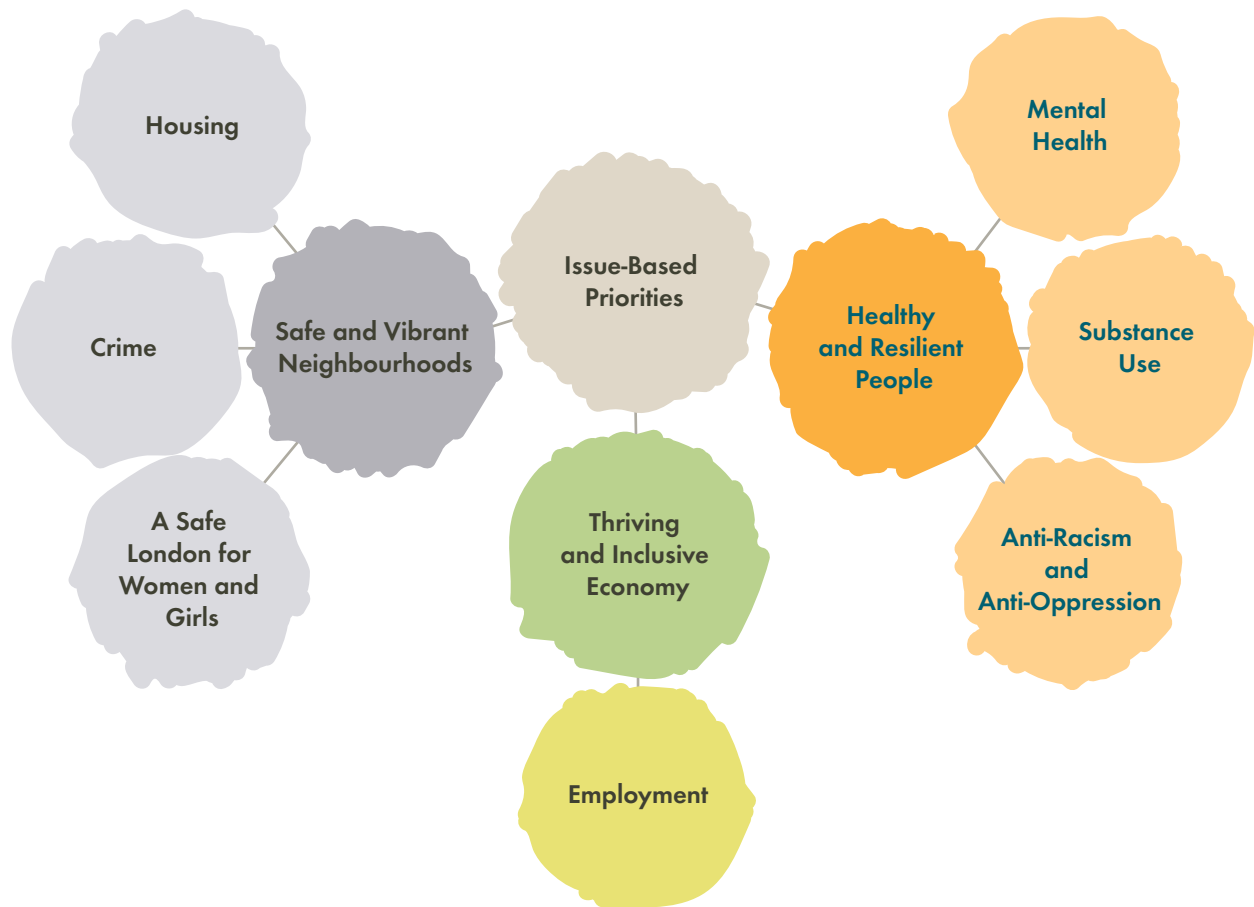 Housing
Mental
Health
Issue-Based
Priorities
Crime
Safe and Vibrant
Neighbourhoods
Healthy
and Resilient
People
Substance
Use
A Safe
London for
Women and
Girls
Thriving
and Inclusive
Economy
Anti-Racism
and
Anti-Oppression
Employment